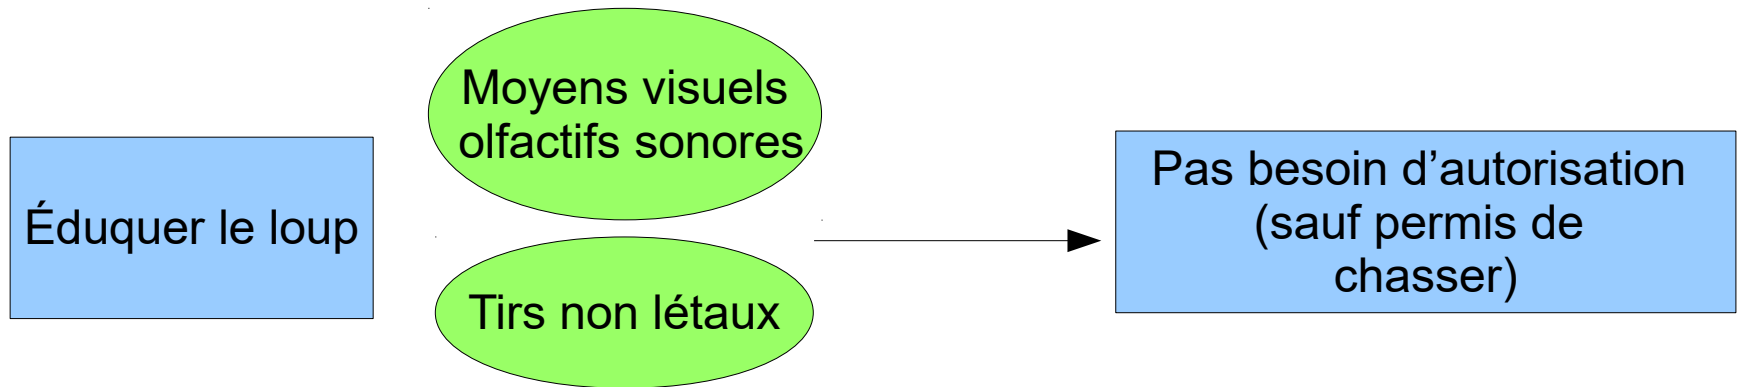 Éduquer le loup
Moyens visuels
olfactifs sonores
Tirs non létaux
Pas besoin d’autorisation
(sauf permis de
chasser)